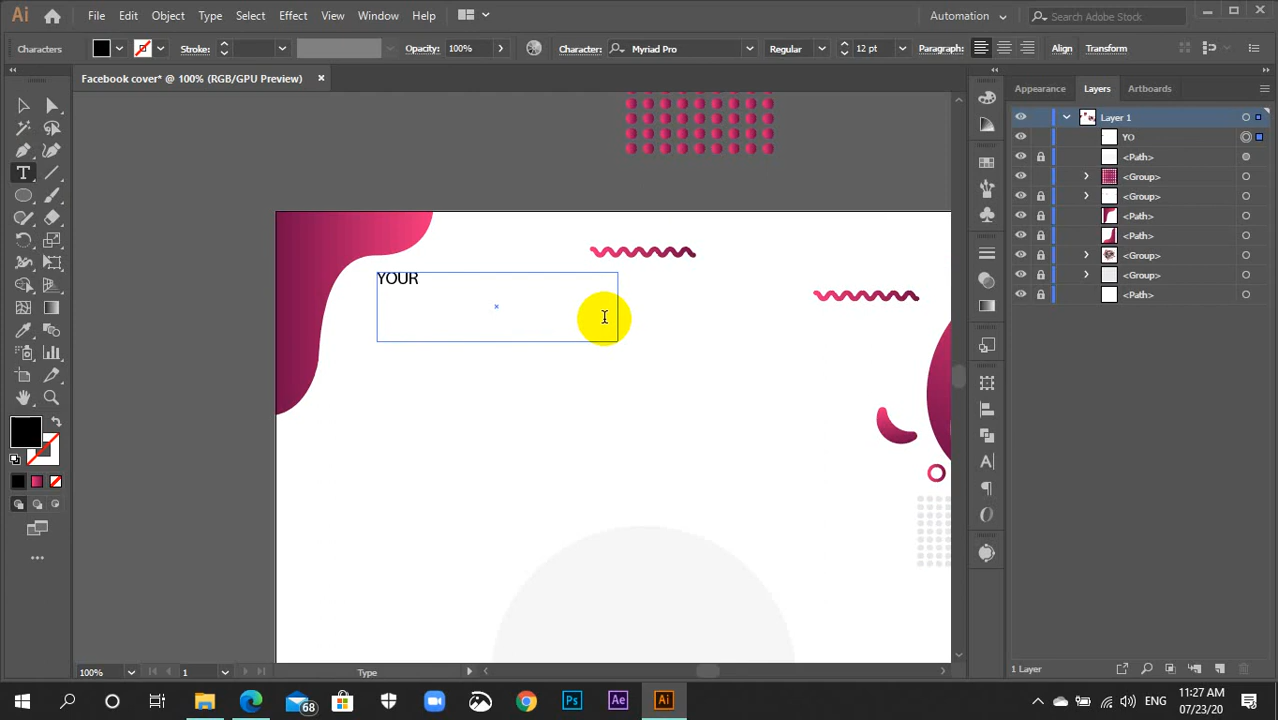 Ai File Edit Object Type Select Effect View Window Help Automation Search Adobe Stock
Characters Stroke: Opacity: 100% Character: Myriad Pro Regular 12 pt Paragraph: Align Transform
Facebook cover* @ 100% (RGB/GPU Preview) ×
Appearance Layers Artboards
Layer 1
YO
<Path>
<Group>
<Group>
<Path>
<Path>
<Group>
<Group>
<Path>
YOUR
100% 1 Type 1 Layer
68 Ps Ae Ai ENG 11:27 AM
07/23/20